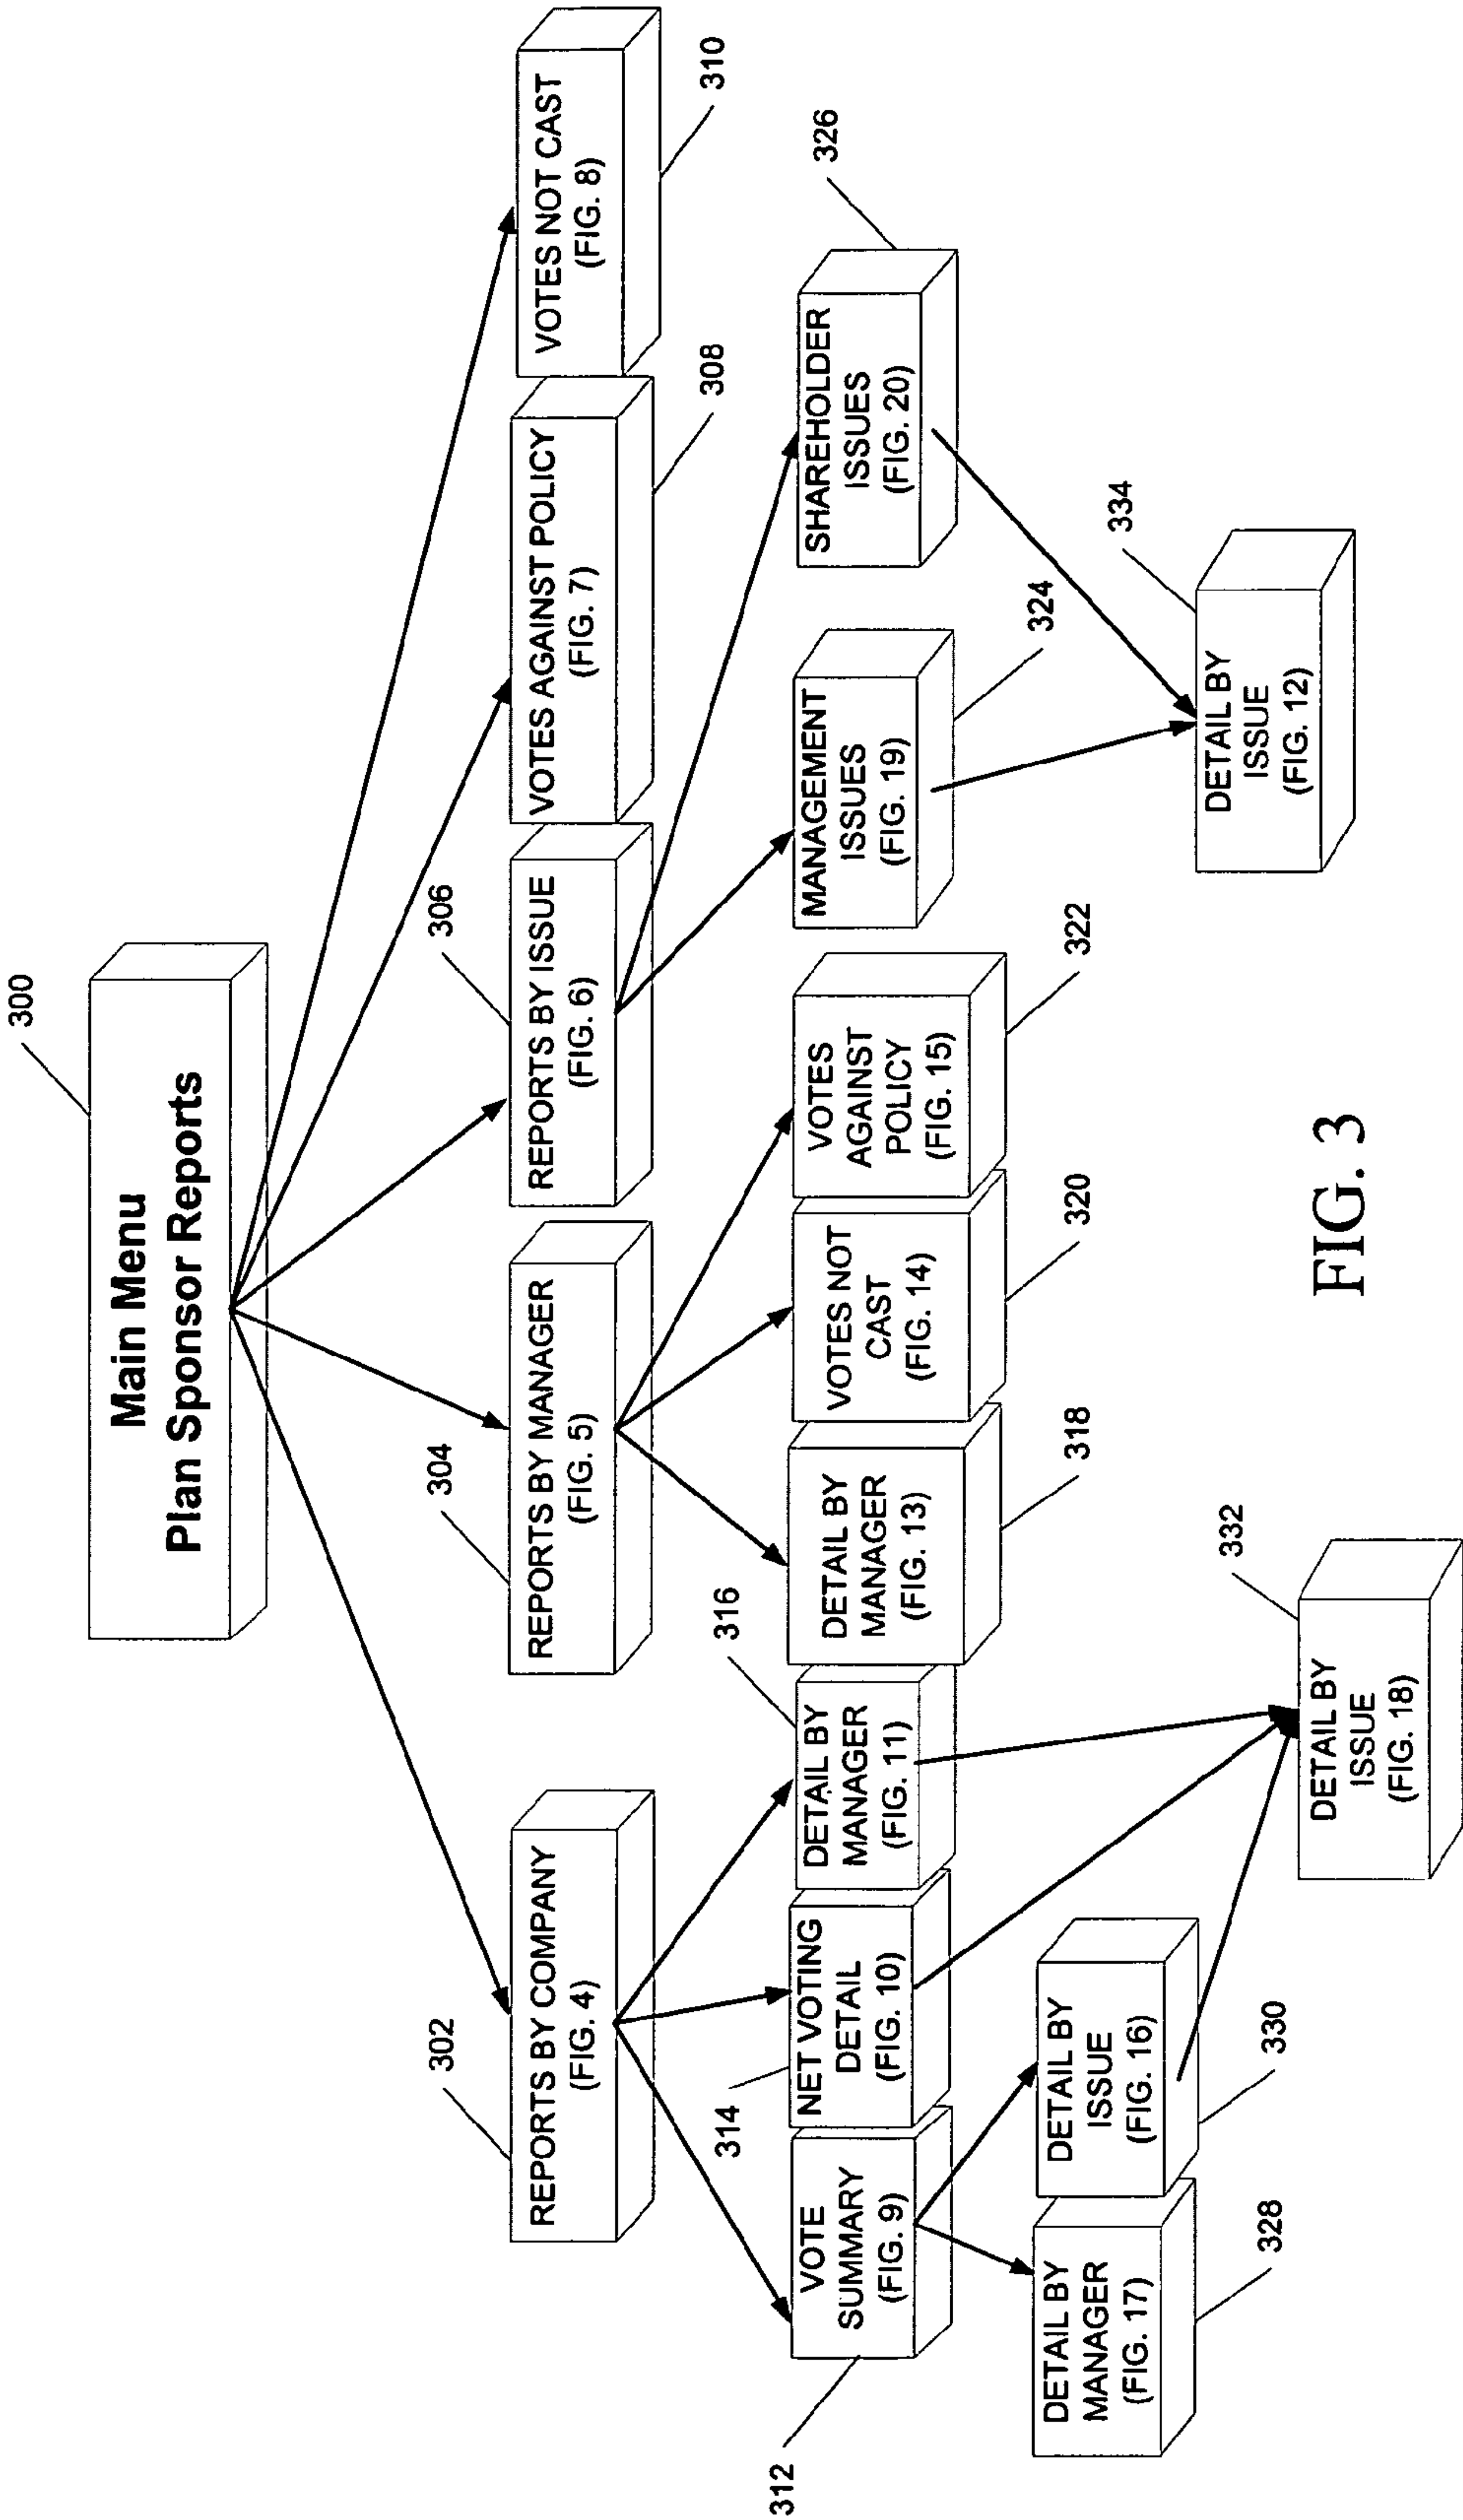 300
Main Menu
Plan Sponsor Reports
302
REPORTS BY COMPANY
(FIG. 4)
304
REPORTS BY MANAGER
(FIG. 5)
306
REPORTS BY ISSUE
(FIG. 6)
VOTES AGAINST POLICY
(FIG. 7)
308
VOTES NOT CAST
(FIG. 8)
310
312
VOTE
SUMMARY
(FIG. 9)
314
NET VOTING
DETAIL
(FIG. 10)
316
DETAIL BY
MANAGER
(FIG. 11)
DETAIL BY
MANAGER
(FIG. 13)
318
VOTES NOT
CAST
(FIG. 14)
320
VOTES
AGAINST
POLICY
(FIG. 15)
322
MANAGEMENT
ISSUES
(FIG. 19)
324
SHAREHOLDER
ISSUES
(FIG. 20)
326
DETAIL BY
MANAGER
(FIG. 17)
328
DETAIL BY
ISSUE
(FIG. 16)
330
332
DETAIL BY
ISSUE
(FIG. 18)
334
DETAIL BY
ISSUE
(FIG. 12)
FIG. 3